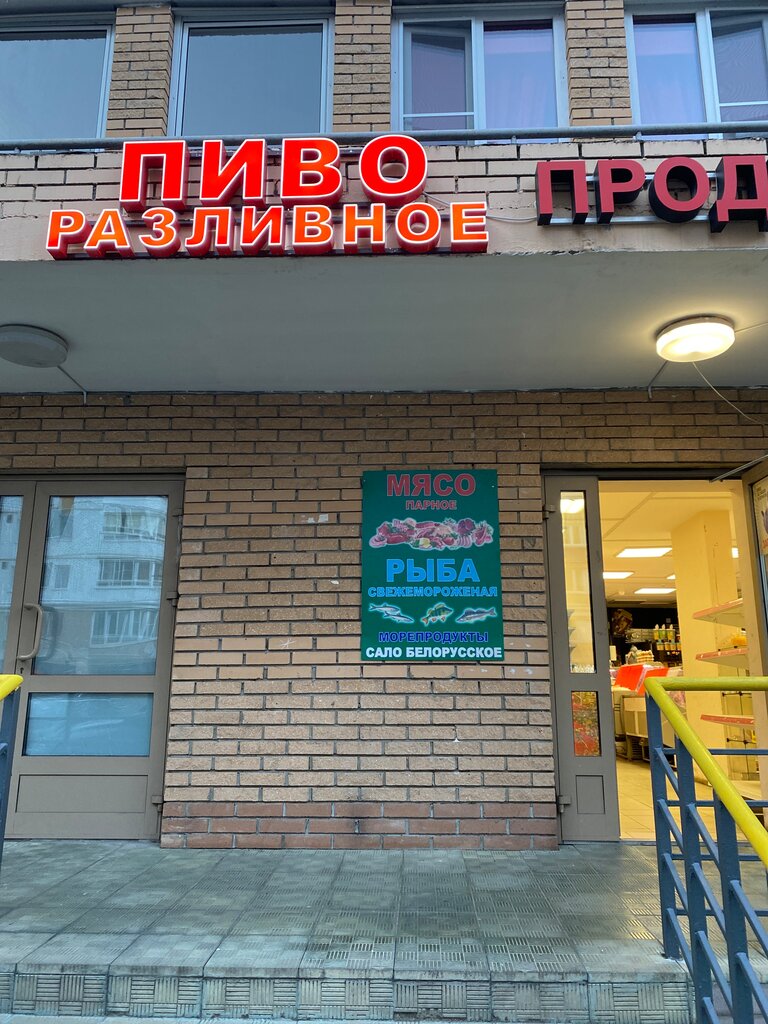 ПИВО
РАЗЛИВНОЕ
ПРОД
МЯСО
ПАРНОЕ
РЫБА
СВЕЖЕМОРОЖЕНАЯ
МОРЕПРОДУКТЫ
САЛО БЕЛОРУССКОЕ